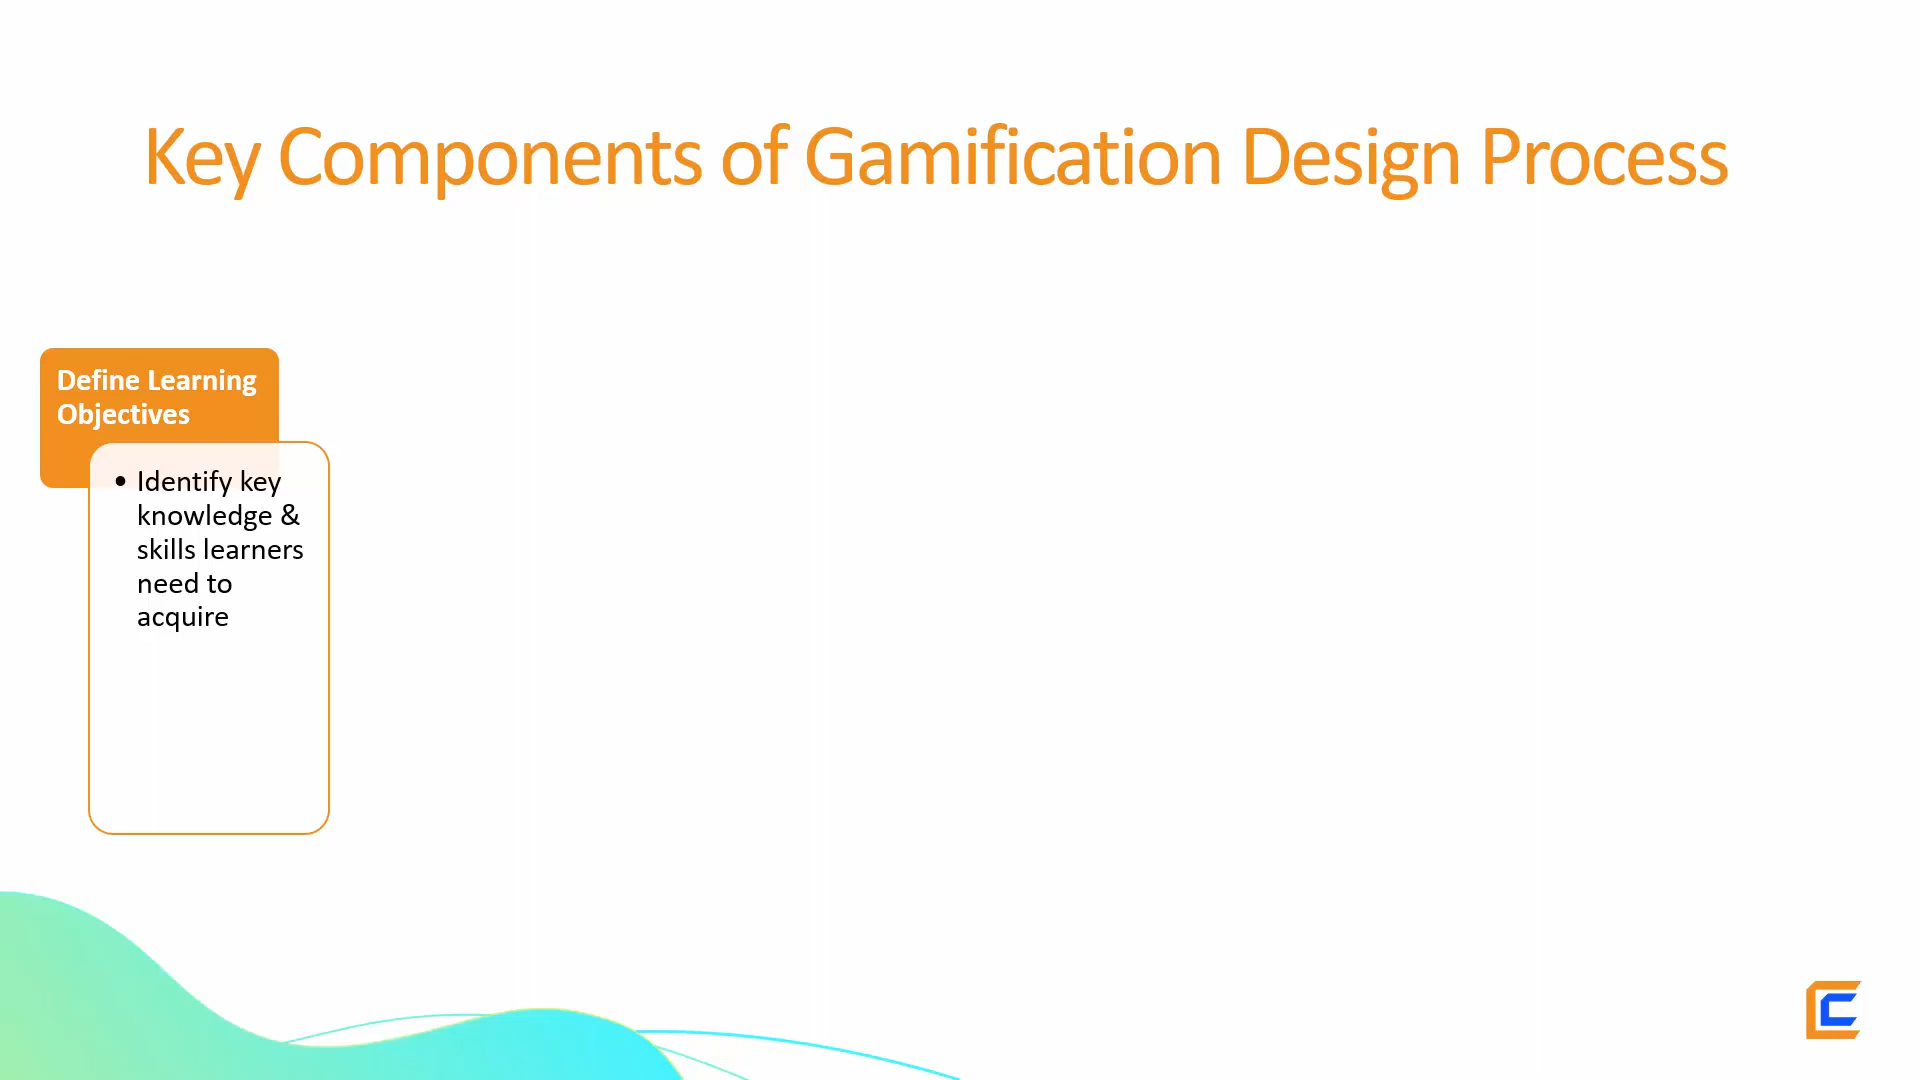 Key Components of Gamification Design Process
Define Learning
Objectives
• Identify key
knowledge &
skills learners
need to
acquire